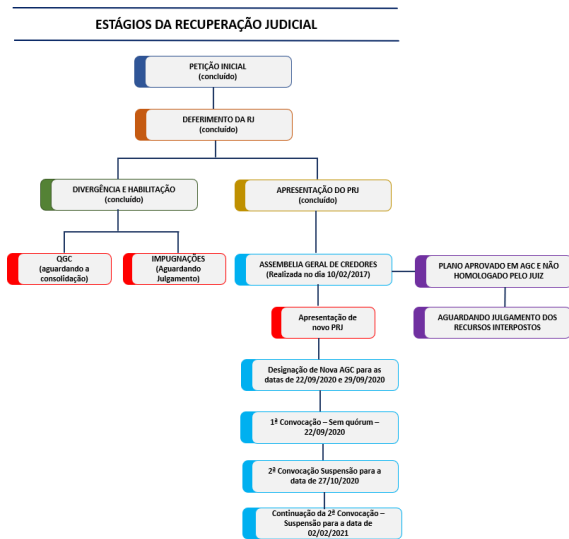 ESTÁGIOS DA RECUPERAÇÃO JUDICIAL
PETIÇÃO INICIAL
(concluído)
DEFERIMENTO DA RJ
(concluído)
DIVERGÊNCIA E HABILITAÇÃO
(concluído)
APRESENTAÇÃO DO PRJ
(concluído)
QGC
(aguardando a
consolidação)
IMPUGNAÇÕES
(Aguardando
Julgamento)
ASSEMBELIA GERAL DE CREDORES
(Realizada no dia 10/02/2017)
PLANO APROVADO EM AGC E NÃO
HOMOLOGADO PELO JUIZ
AGUARDANDO JULGAMENTO DOS
RECURSOS INTERPOSTOS
Apresentação de
novo PRJ
Designação de Nova AGC para as
datas de 22/09/2020 e 29/09/2020
1ª Convocação – Sem quórum –
22/09/2020
2ª Convocação Suspensão para a
data de 27/10/2020
Continuação da 2ª Convocação –
Suspensão para a data de
02/02/2021